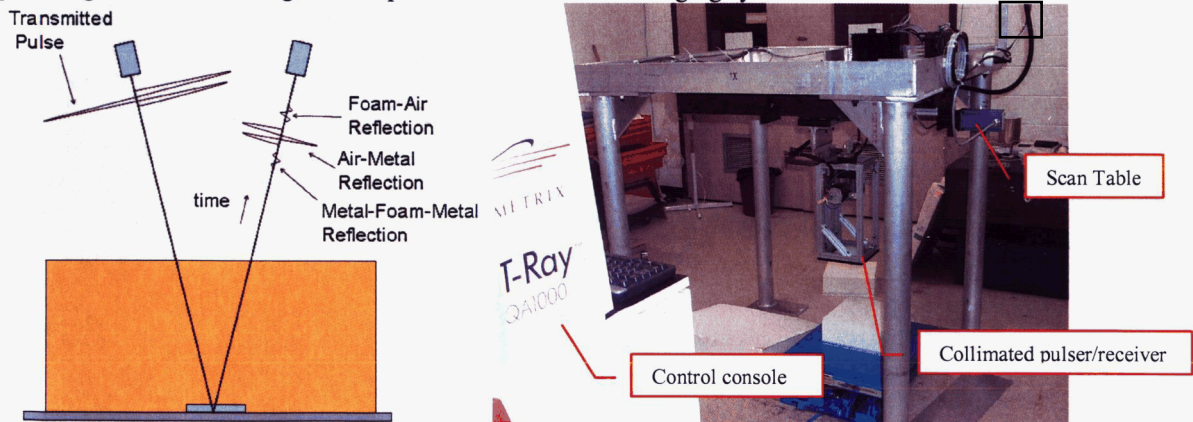 Transmitted
Pulse
Foam-Air
Reflection
Air-Metal
Reflection
time
Metal-Foam-Metal
Reflection
METRIX
T-Ray
QA1000
Scan Table
Control console
Collimated pulser/receiver